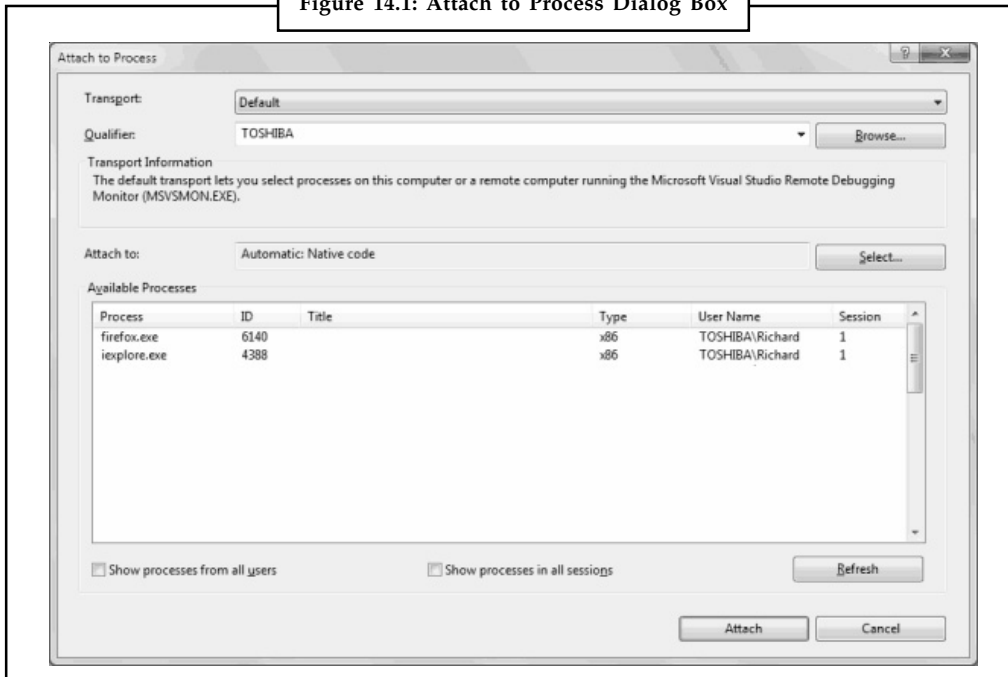 Figure 14.1: Attach to Process Dialog Box
Attach to Process
Transport: Default
Qualifier: TOSHIBA Browse...
Transport Information
The default transport lets you select processes on this computer or a remote computer running the Microsoft Visual Studio Remote Debugging
Monitor (MSVSMON.EXE).
Attach to: Automatic: Native code Select...
Available Processes
Process ID Title Type User Name Session
firefox.exe 6140 x86 TOSHIBA\Richard 1
iexplore.exe 4388 x86 TOSHIBA\Richard 1
Show processes from all users Show processes in all sessions Refresh
Attach Cancel